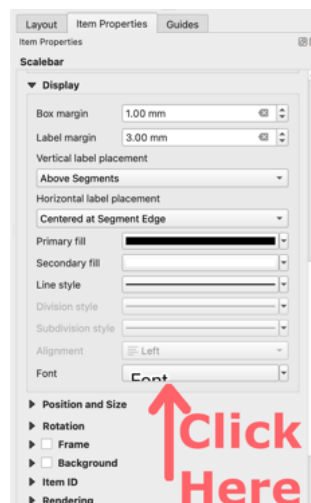 Layout Item Properties Guides
Item Properties
Scalebar
Display
Box margin 1.00 mm
Label margin 3.00 mm
Vertical label placement
Above Segments
Horizontal label placement
Centered at Segment Edge
Primary fill
Secondary fill
Line style
Division style
Subdivision style
Alignment Left
Font Font
Position and Size
Rotation
Frame
Background
Item ID
Rendering
Click
Here